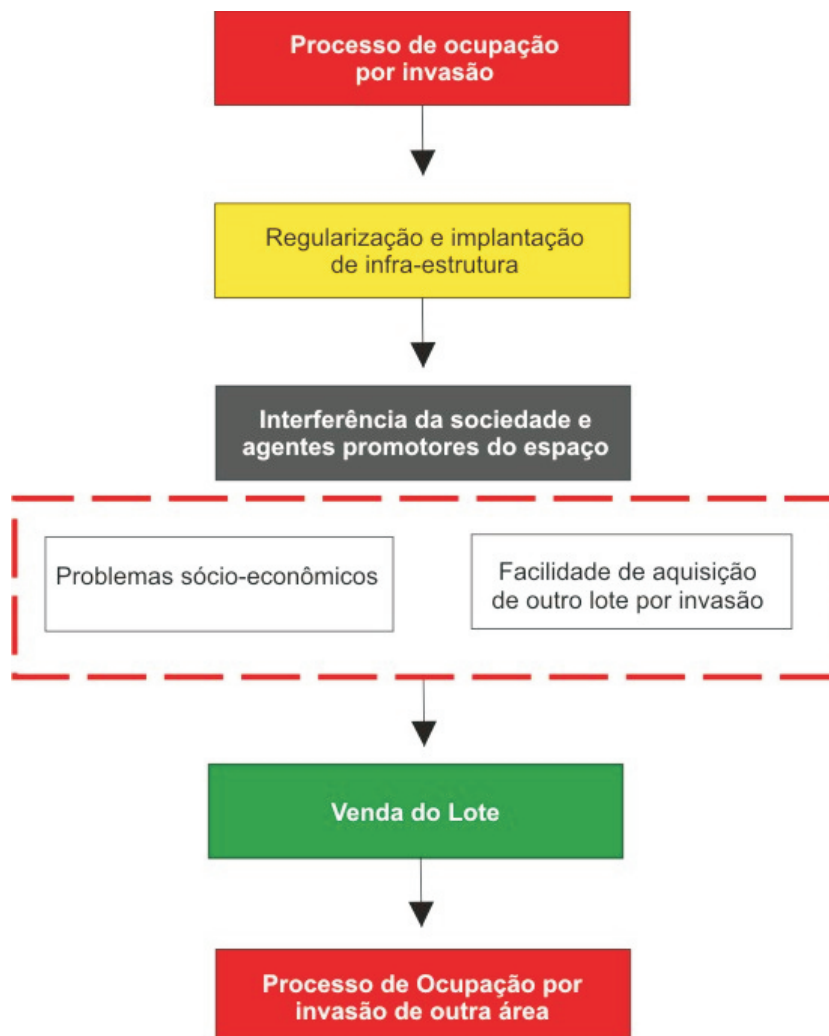 Processo de ocupação
por invasão
Regularização e implantação
de infra-estrutura
Interferência da sociedade e
agentes promotores do espaço
Problemas sócio-econômicos
Facilidade de aquisição
de outro lote por invasão
Venda do Lote
Processo de Ocupação por
invasão de outra área